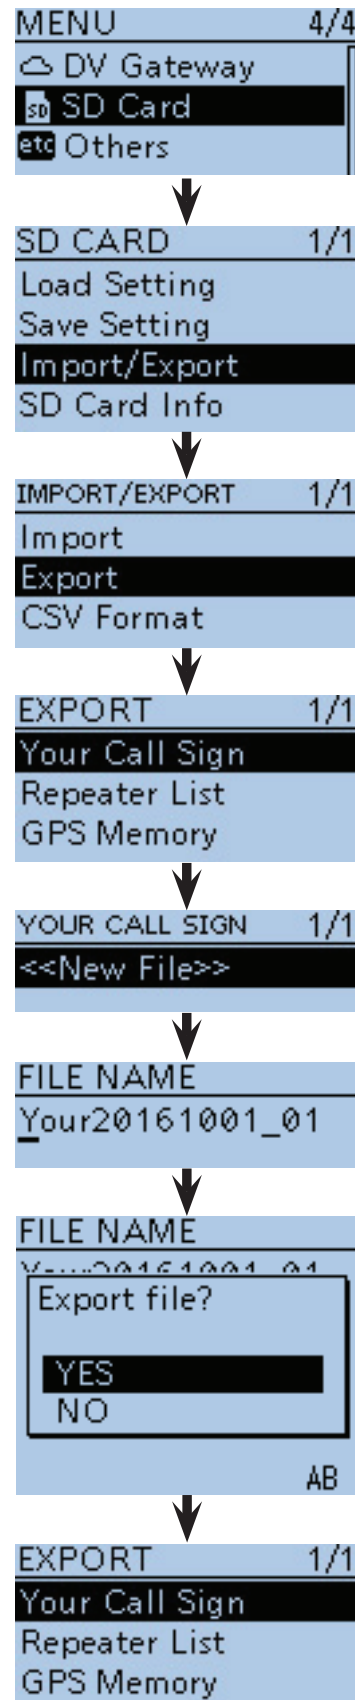 MENU 4/4
DV Gateway
SD SD Card
etc Others
SD CARD 1/1
Load Setting
Save Setting
Import/Export
SD Card Info
IMPORT/EXPORT 1/1
Import
Export
CSV Format
EXPORT 1/1
Your Call Sign
Repeater List
GPS Memory
YOUR CALL SIGN 1/1
<<New File>>
FILE NAME
Your20161001_01
FILE NAME
Your20161001_01
Export file?
YES
NO
AB
EXPORT 1/1
Your Call Sign
Repeater List
GPS Memory